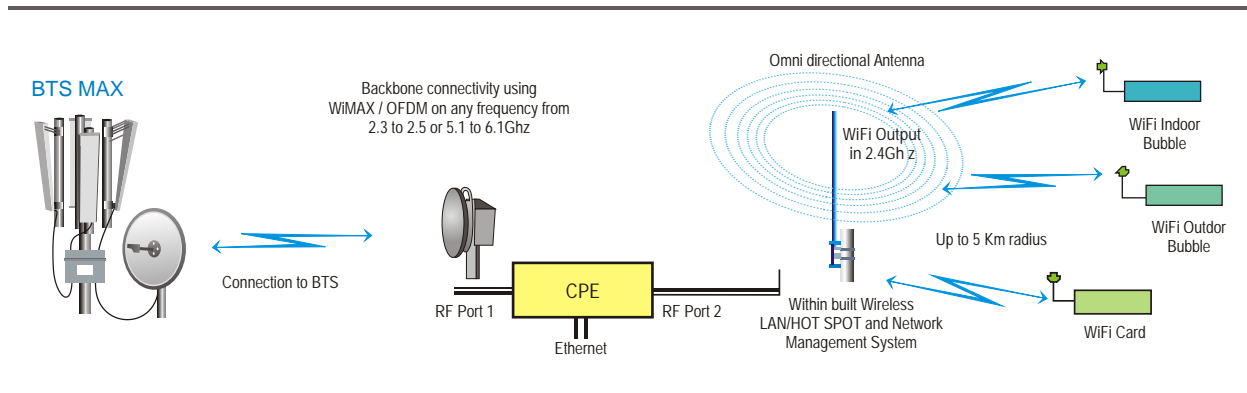 BTS MAX
Backbone connectivity using
WiMAX / OFDM on any frequency from
2.3 to 2.5 or 5.1 to 6.1Ghz
Connection to BTS
RF Port 1
CPE
RF Port 2
Ethernet
Omni directional Antenna
WiFi Output
in 2.4Gh z
Up to 5 Km radius
Within built Wireless
LAN/HOT SPOT and Network
Management System
WiFi Indoor
Bubble
WiFi Outdor
Bubble
WiFi Card